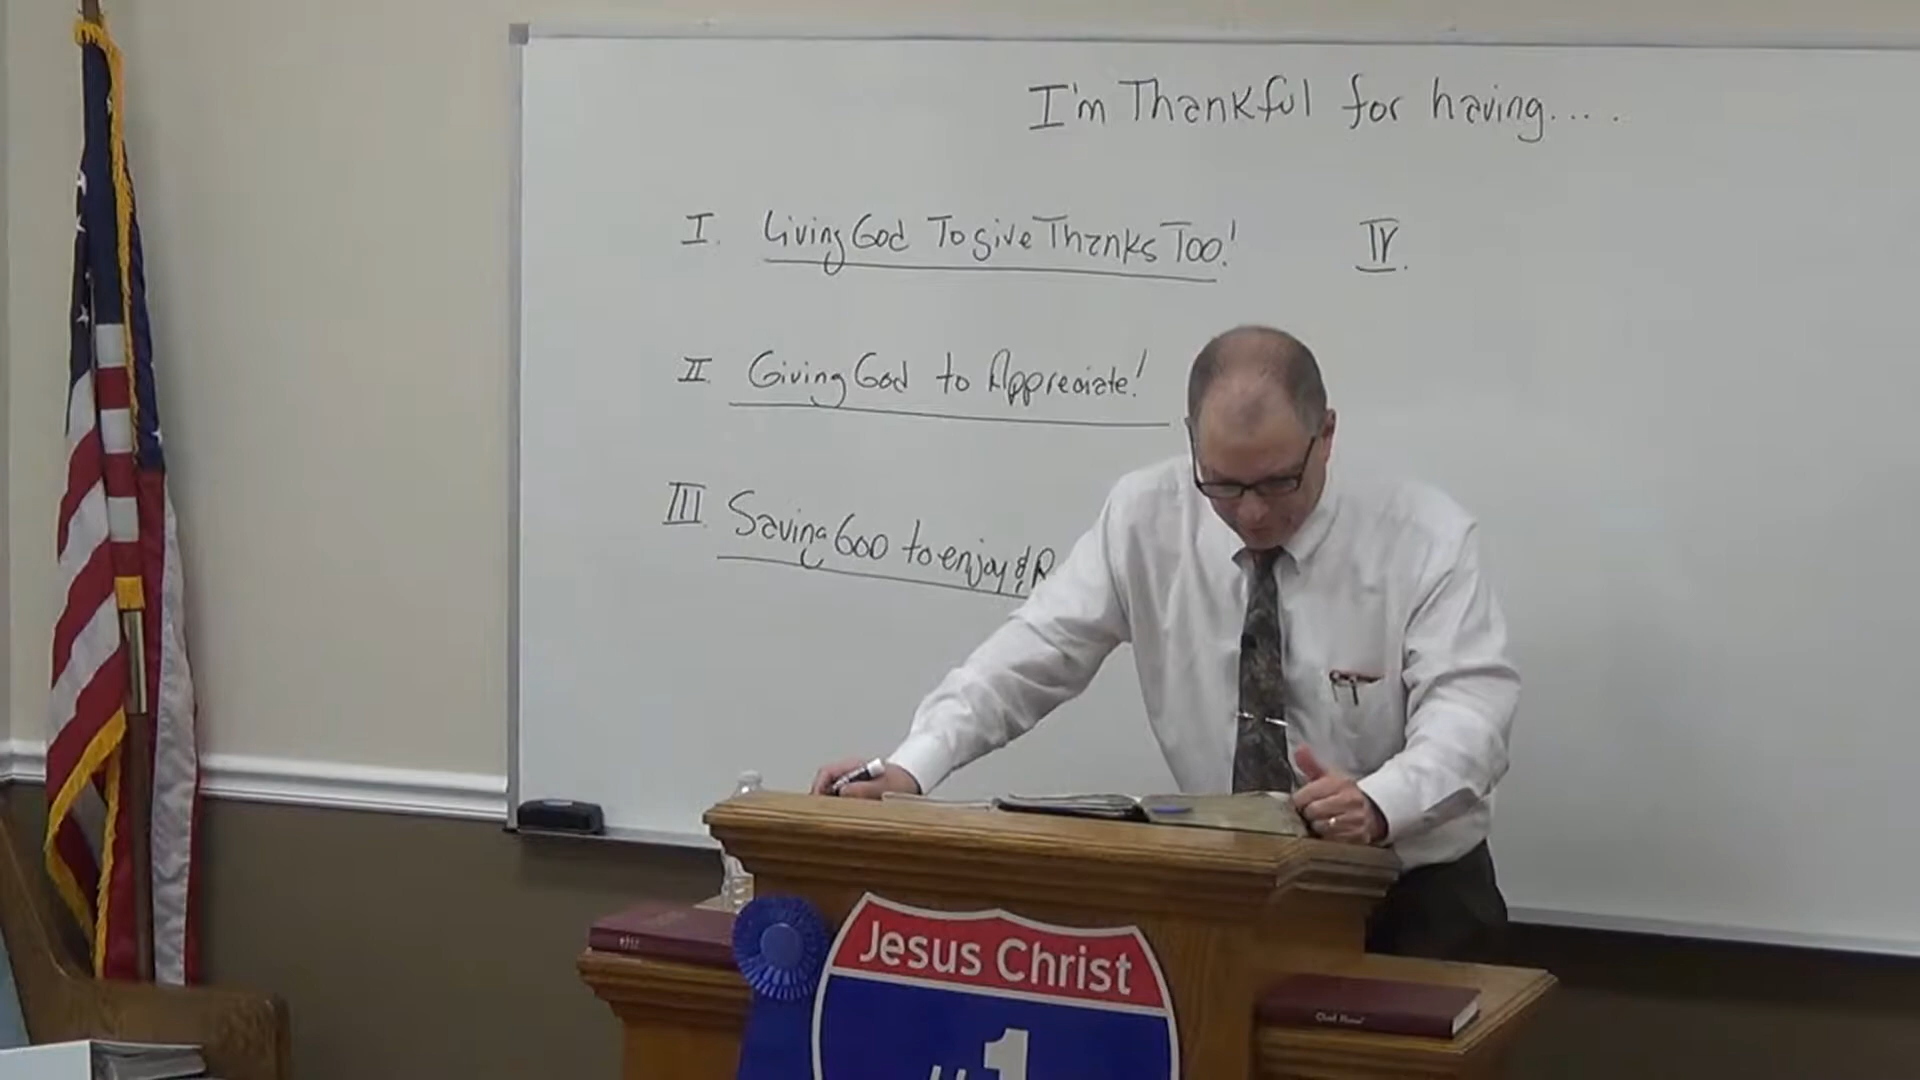 I'm Thankful for having....
I. Living God To give Thanks Too!
IV.
II. Giving God to Appreciate!
III. Saving God to enjoy & R
Jesus Christ
#1